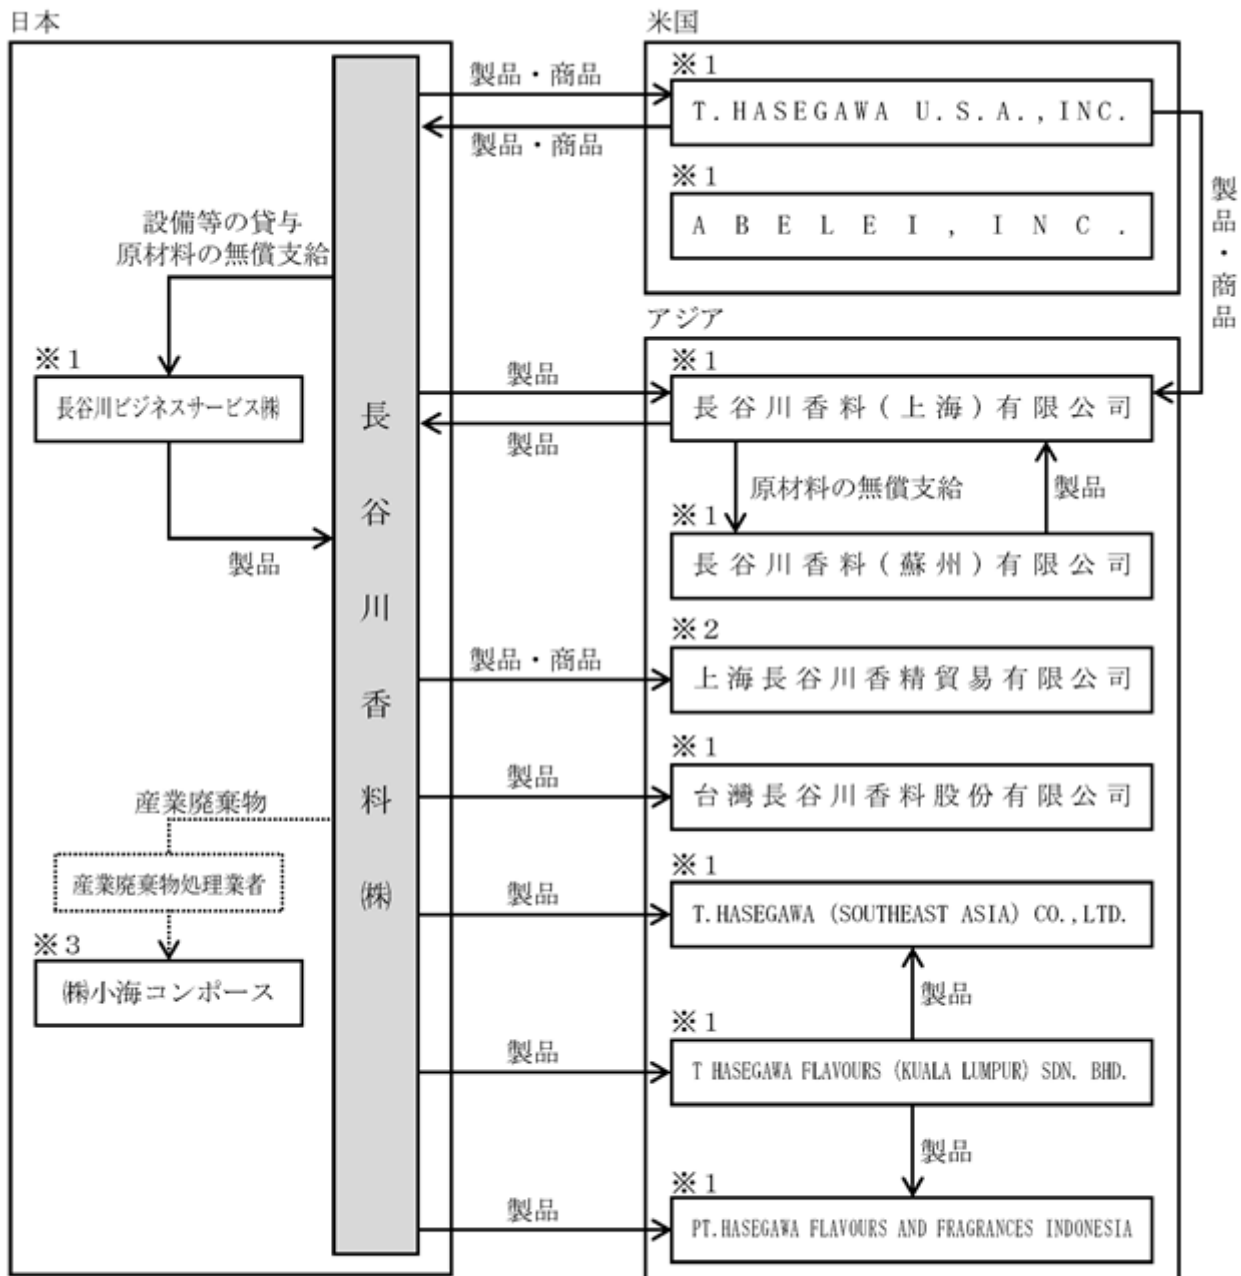 日本
米国
※1
製品・商品
T.HASEGAWA U.S.A.,INC.
製品・商品
※1
ABELEI,INC.
製品・商品
設備等の貸与
原材料の無償支給
アジア
※1
長谷川ビジネスサービス㈱
製品
長谷川香料㈱
※1
製品
長谷川香料(上海)有限公司
製品
原材料の無償支給
製品
※1
長谷川香料(蘇州)有限公司
※2
製品・商品
上海長谷川香精貿易有限公司
※1
製品
台灣長谷川香料股份有限公司
産業廃棄物
産業廃棄物処理業者
※3
㈱小海コンポース
※1
製品
T.HASEGAWA (SOUTHEAST ASIA) CO.,LTD.
製品
※1
製品
T HASEGAWA FLAVOURS (KUALA LUMPUR) SDN. BHD.
製品
※1
製品
PT.HASEGAWA FLAVOURS AND FRAGRANCES INDONESIA